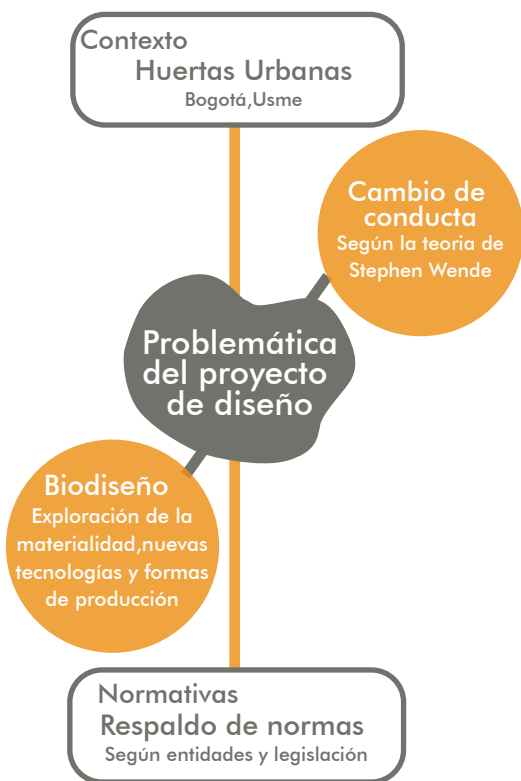 Contexto
Huertas Urbanas
Bogotá,Usme
Cambio de
conducta
Según la teoria de
Stephen Wende
Problemática
del proyecto
de diseño
Biodiseño
Exploración de la
materialidad,nuevas
tecnologías y formas
de producción
Normativas
Respaldo de normas
Según entidades y legislación